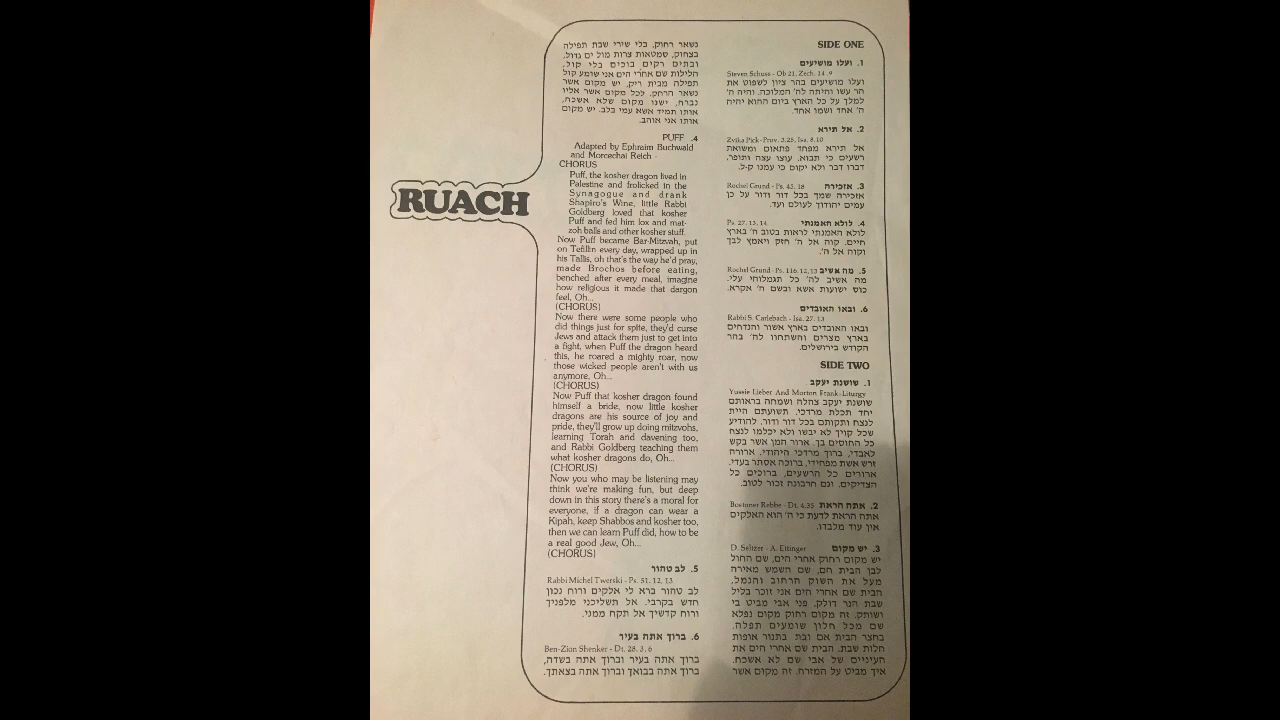 RUACH
SIDE ONE
1. ועלו מושיעים
Steven Schuss - Ob 21, Zech. 14. 9
ועלו מושיעים בהר ציון לשפוט את
הר עשו והיתה לה' המלוכה. והיה ה'
למלך על כל הארץ ביום ההוא יהיה
ה' אחד ושמו אחד.
2. אל תירא
Zvika Pick - Prov. 3.25, Isa. 8.10
אל תירא מפחד פתאום ומשואת
רשעים כי תבוא. עוצו עצה ותופר,
דברו דבר ולא יקום כי עמנו ק-ל.
3. אזכירה Rochel Grund - Ps. 45, 18
אזכירה שמך בכל דור ודור על כן
עמים יהודוך לעולם ועד.
4. לולא האמנתי Ps. 27, 13, 14
לולא האמנתי לראות בטוב ה' בארץ
חיים. קוה אל ה' חזק ויאמץ לבך
וקוה אל ה'.
5. מה אשיב Rochel Grund - Ps. 116. 12, 13
מה אשיב לה' כל תגמלוהי עלי.
כוס ישועות אשא ובשם ה' אקרא.
6. ובאו האובדים
Rabbi S. Carlebach - Isa. 27, 13
ובאו האובדים בארץ אשור והנדחים
בארץ מצרים והשתחוו לה' בהר
הקודש בירושלים.
SIDE TWO
1. שושנת יעקב
Yussie Lieber And Morton Frank-Liturgy
שושנת יעקב צהלה ושמחה בראותם
יחד תכלת מרדכי. תשועתם היית
לנצח ותקותם בכל דור ודור. להודיע
שכל קויך לא יבשו ולא יכלמו לנצח
כל החוסים בך. ארור המן אשר בקש
לאבדי, ברוך מרדכי היהודי. ארורה
זרש אשת מפחידי, ברוכה אסתר בעדי.
ארורים כל הרשעים, ברוכים כל
הצדיקים. וגם חרבונה זכור לטוב.
2. אתה הראת Bostoner Rebbe - Dt. 4,35
אתה הראת לדעת כי ה' הוא האלקים
אין עוד מלבדו.
3. יש מקום D. Seltzer - A. Ettinger
יש מקום רחוק אחרי הים, שם החול
לבן הבית חם, שם השמש מאירה
מעל את השוק הרחוב והנמל,
הבית שם אחרי הים אני זוכר בליל
שבת הנר דולק, פני אבי מביט בי
ושותק. זה מקום רחוק מקום נפלא
שם מכל חלון שומעים תפלה.
בחצר הבית אם ובת בתנור אופות
חלות שבת. הבית שם אחרי הים את
העיניים של אבי שם לא אשכח.
איך מביט על המזרח. זה מקום אשר
נשאר רחוק, בלי שירי שבת תפילה
בצחוק, סמטאות צרות מול ים גדול,
ובתים רקים בוכים בלי קול,
הלילות שם אחרי הים אני שומע קול
תפילה מבית ריק, יש מקום אשר
נשאר הרחק, לכל מקום אשר אליו
נברח, ישנו מקום שלא אשכח,
אותו תמיד אשא עמי בלב. יש מקום
אותו אני אוהב.
4. PUFF
Adapted by Ephraim Buchwald
and Morcechai Reich -
CHORUS
Puff, the kosher dragon lived in
Palestine and frolicked in the
Synagogue and drank
Shapiro's Wine, little Rabbi
Goldberg loved that kosher
Puff and fed him lox and mat-
zoh balls and other kosher stuff.
Now Puff became Bar-Mitzvah, put
on Tefillin every day, wrapped up in
his Tallis, oh that's the way he'd pray,
made Brochos before eating,
benched after every meal, imagine
how religious it made that dargon
feel, Oh...
(CHORUS)
Now there were some people who
did things just for spite, they'd curse
Jews and attack them just to get into
a fight, when Puff the dragon heard
this, he roared a mighty roar, now
those wicked people aren't with us
anymore, Oh...
(CHORUS)
Now Puff that kosher dragon found
himself a bride, now little kosher
dragons are his source of joy and
pride, they'll grow up doing mitzvohs,
learning Torah and davening too,
and Rabbi Goldberg teaching them
what kosher dragons do, Oh...
(CHORUS)
Now you who may be listening may
think we're making fun, but deep
down in this story there's a moral for
everyone, if a dragon can wear a
Kipah, keep Shabbos and kosher too,
then we can learn Puff did, how to be
a real good Jew, Oh...
(CHORUS)
5. לב טהור
Rabbi Michel Twerski - Ps. 51, 12, 13
לב טהור ברא לי אלקים ורוח נכון
חדש בקרבי. אל תשליכני מלפניך
ורוח קדשיך אל תקח ממני.
6. ברוך אתה בעיר
Ben-Zion Shenker - Dt. 28. 3, 6
ברוך אתה בעיר וברוך אתה בשדה,
ברוך אתה בבואך וברוך אתה בצאתך.